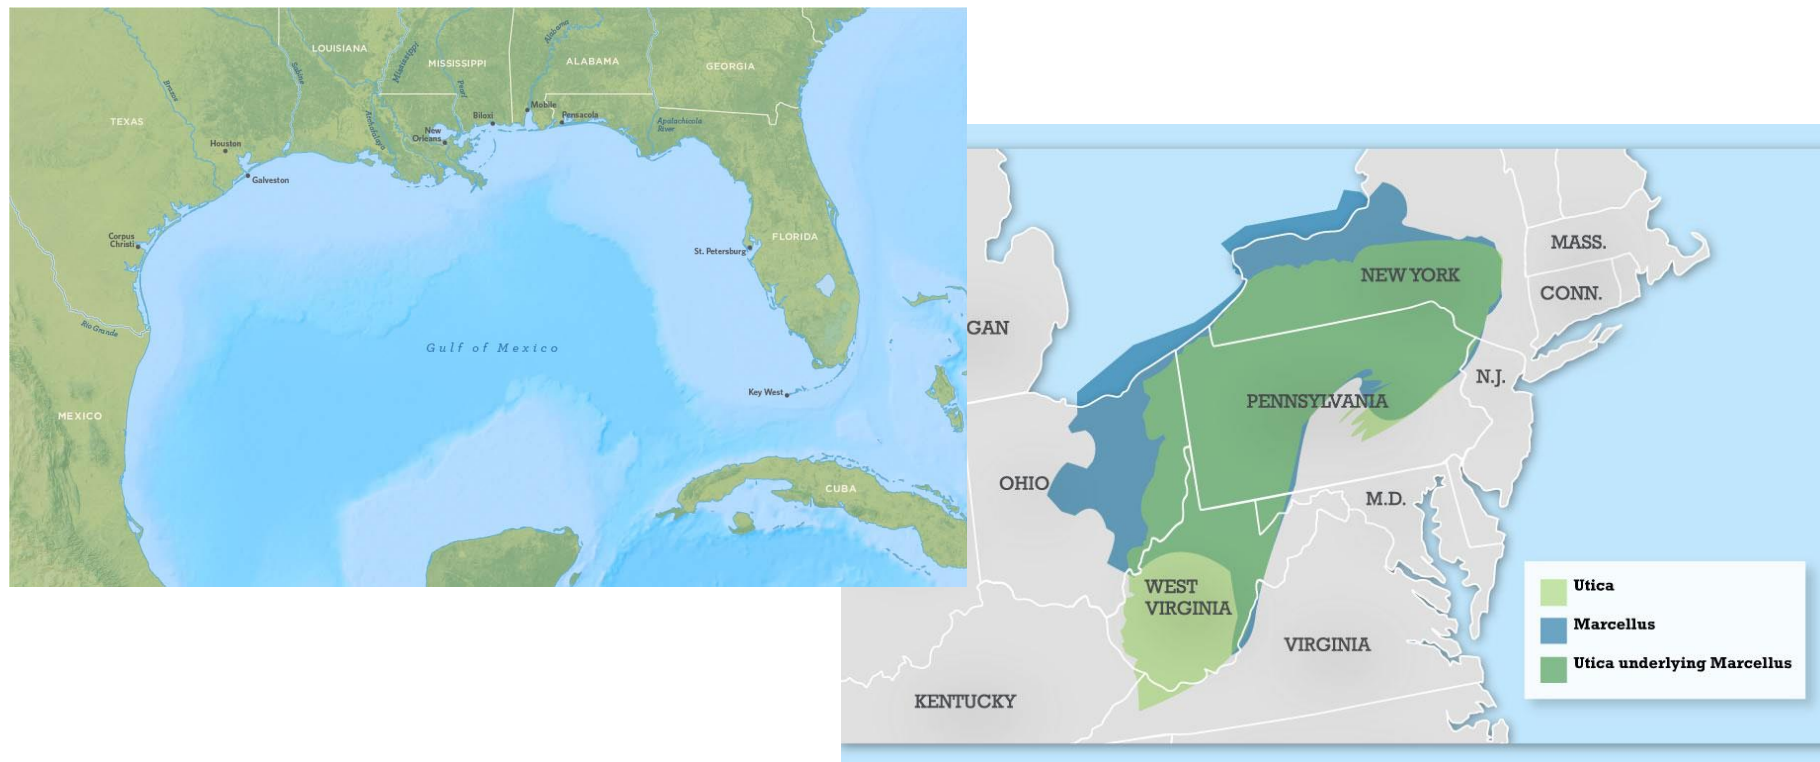 LOUISIANA
Mississippi
Alabama
MISSISSIPPI
ALABAMA
GEORGIA
Sabine
Brazos
Pearl
TEXAS
Atchafalaya
Mobile
Biloxi
Pensacola
Apalachicola
River
New
Orleans
Houston
Galveston
Corpus
Christi
FLORIDA
St. Petersburg
Rio Grande
Gulf of Mexico
Key West
MEXICO
CUBA
MASS.
NEW YORK
CONN.
GAN
N.J.
PENNSYLVANIA
OHIO
M.D.
WEST
VIRGINIA
VIRGINIA
KENTUCKY
Utica
Marcellus
Utica underlying Marcellus